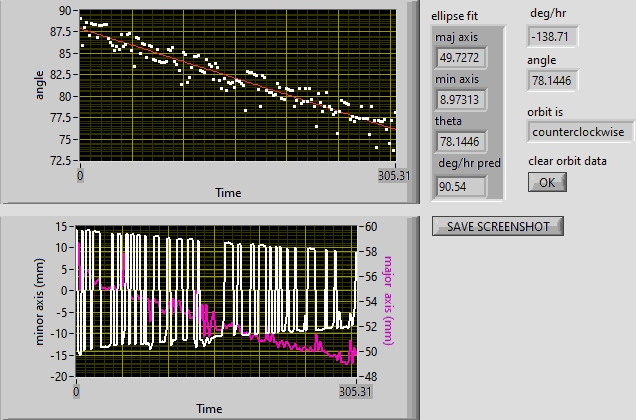 90
87.5
85
82.5
80
77.5
75
72.5
angle
0
305.31
Time
ellipse fit
maj axis
49.7272
min axis
8.97313
theta
78.1446
deg/hr pred
90.54
deg/hr
-138.71
angle
78.1446
orbit is
counterclockwise
clear orbit data
OK
SAVE SCREENSHOT
15
10
5
0
-5
-10
-15
-20
minor axis (mm)
60
58
56
54
52
50
48
major axis (mm)
0
305.31
Time